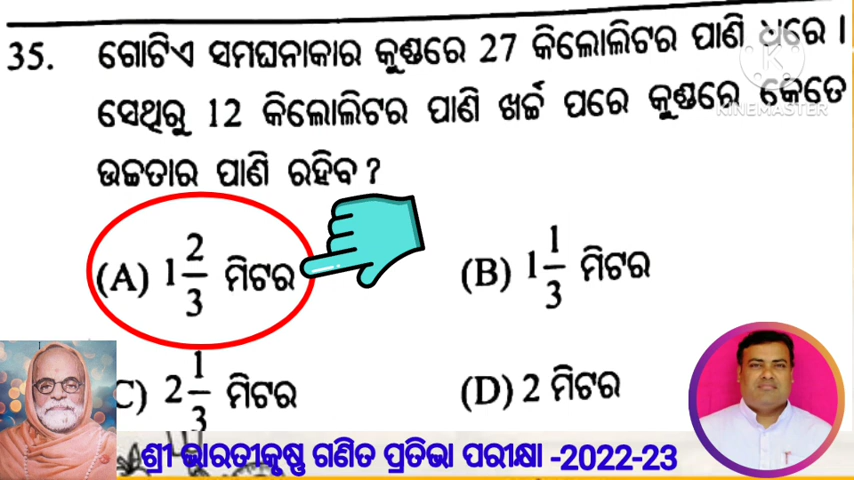 35. ଗୋଟିଏ ସମଘନାକାର କୁଣ୍ଡରେ 27 କିଲୋଲିଟର ପାଣି ଧରେ ।
ସେଥିରୁ 12 କିଲୋଲିଟର ପାଣି ଖର୍ଚ୍ଚ ପରେ କୁଣ୍ଡରେ କେତେ
KINEMASTER
ଉଚ୍ଚତାର ପାଣି ରହିବ ?
(A) 1 2/3 ମିଟର (B) 1 1/3 ମିଟର
C) 2 1/3 ମିଟର (D) 2 ମିଟର
ଶ୍ରୀ ଭାରତୀକୃଷ୍ଣ ଗଣିତ ପ୍ରତିଭା ପରୀକ୍ଷା -2022-23